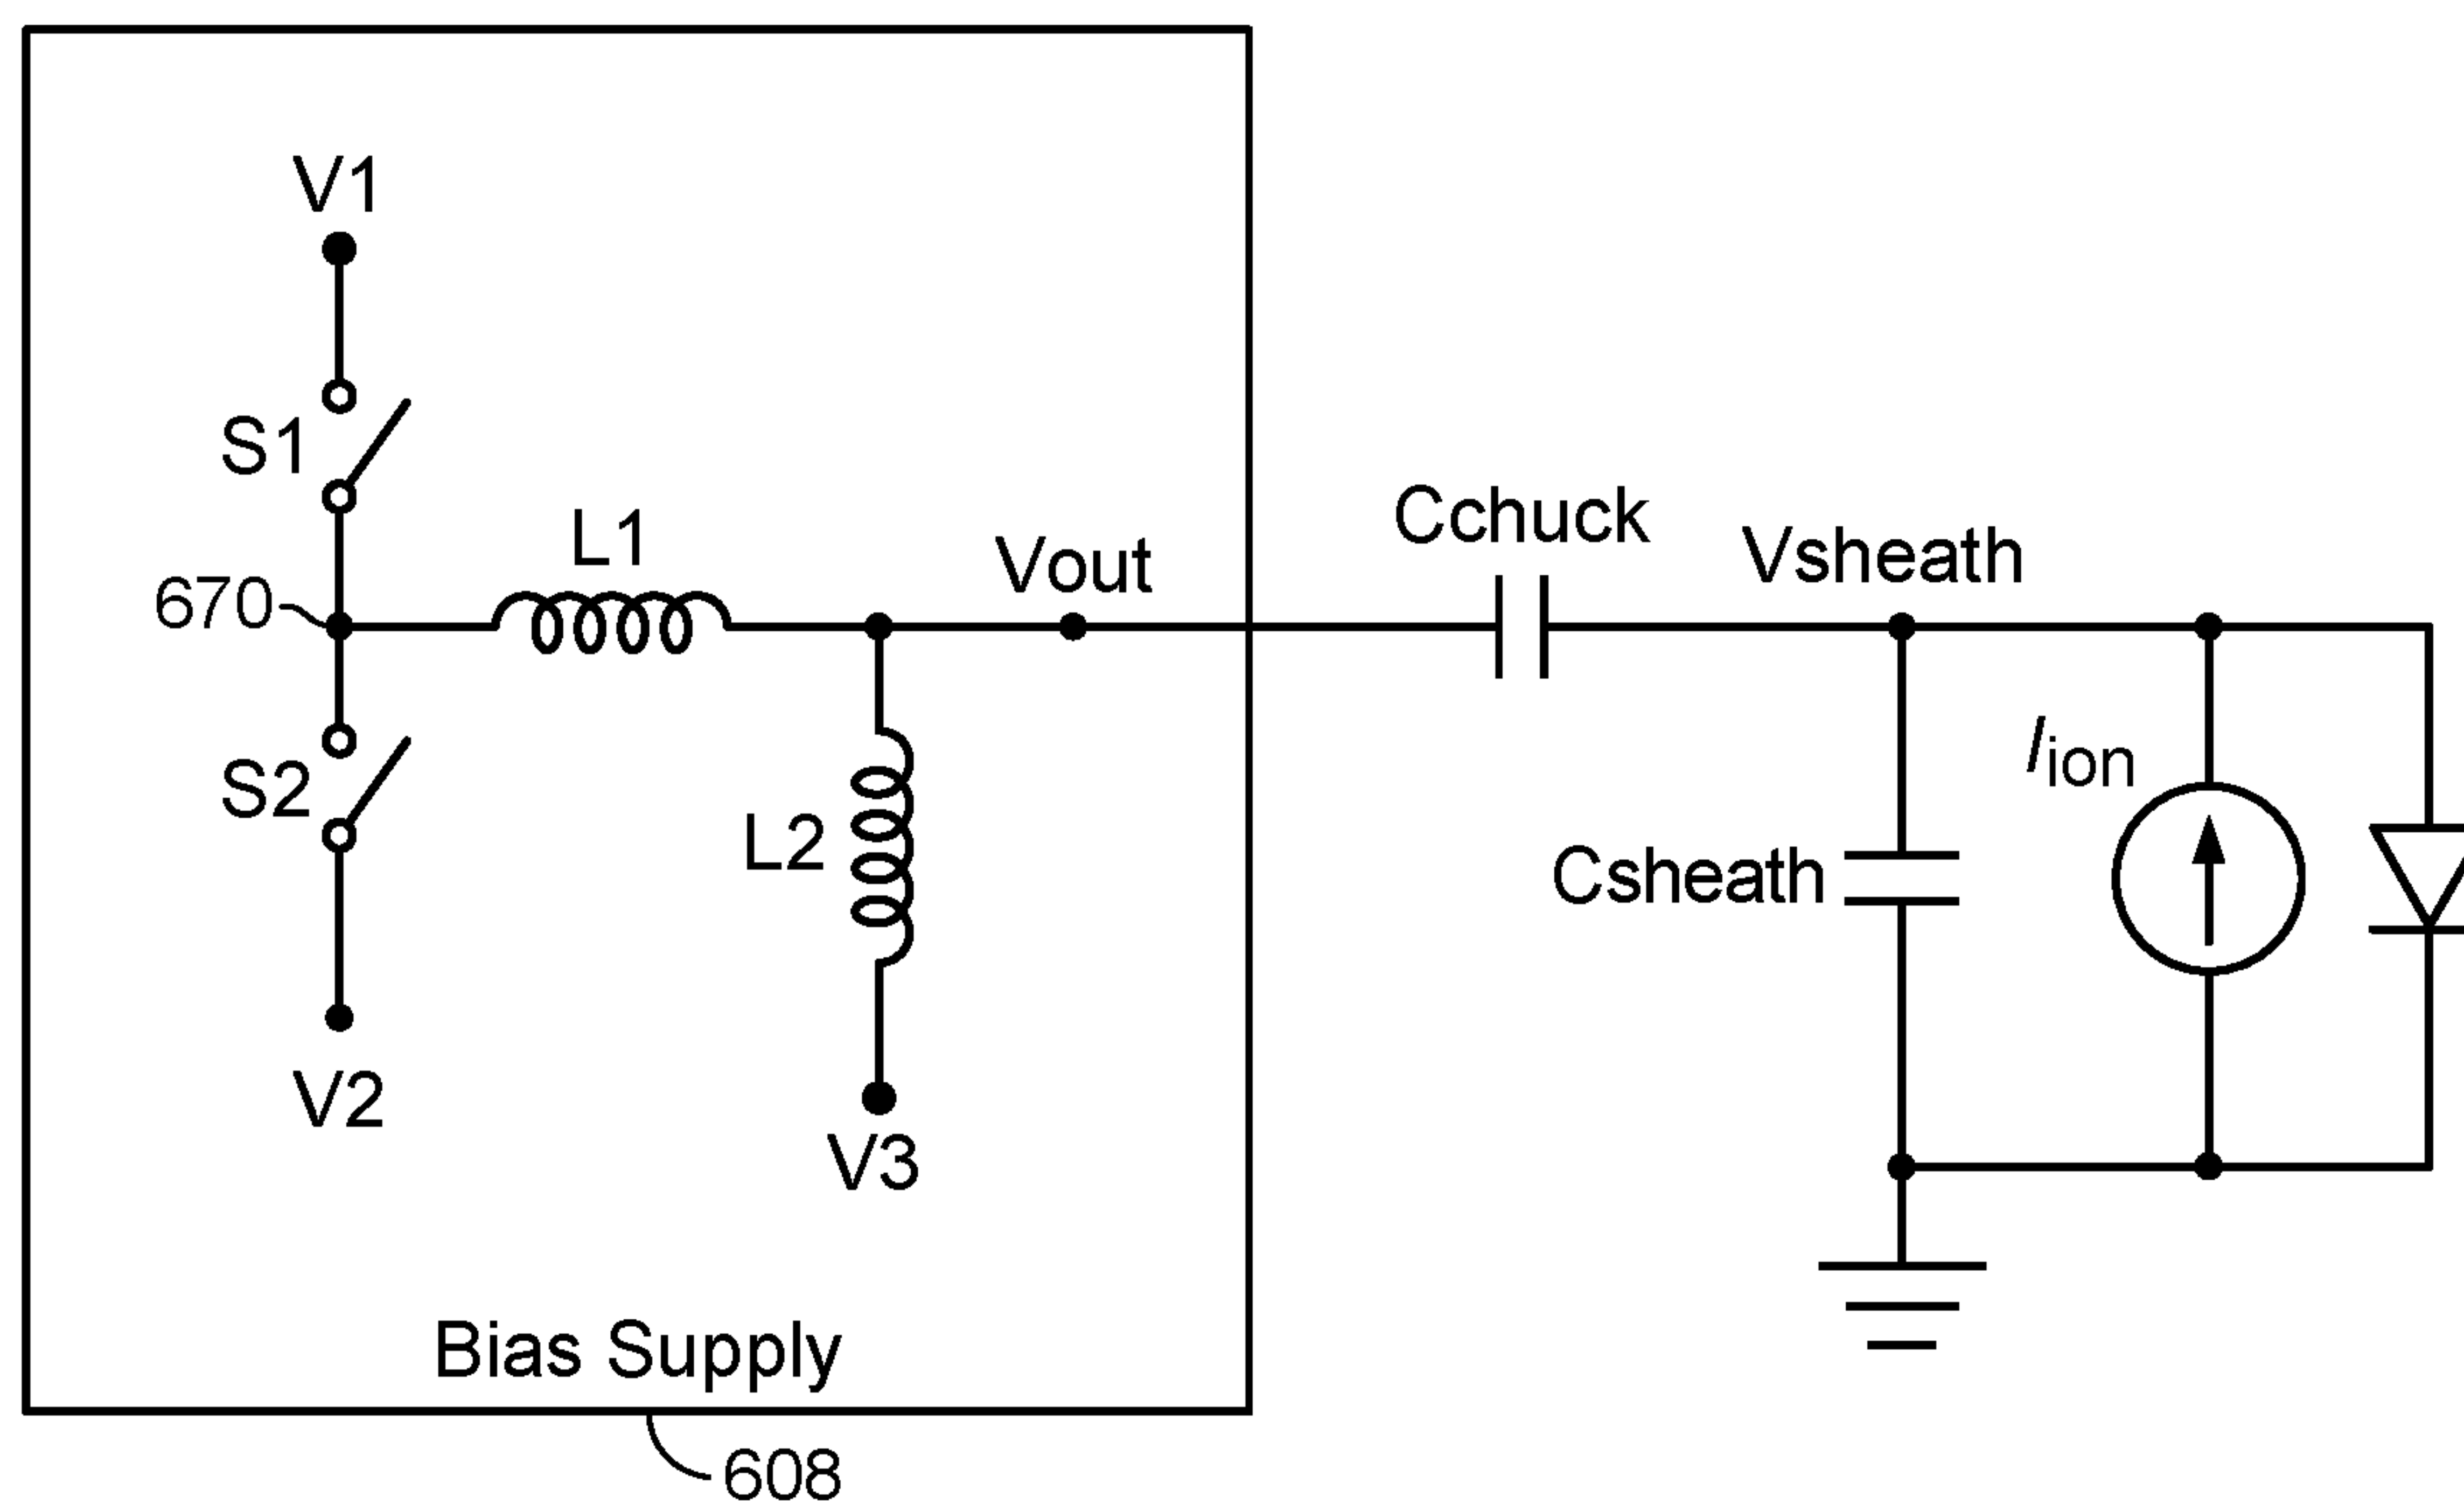 V1
S1
670
L1
Vout
Cchuck
Vsheath
S2
L2
Iion
Csheath
V2
V3
Bias Supply
608